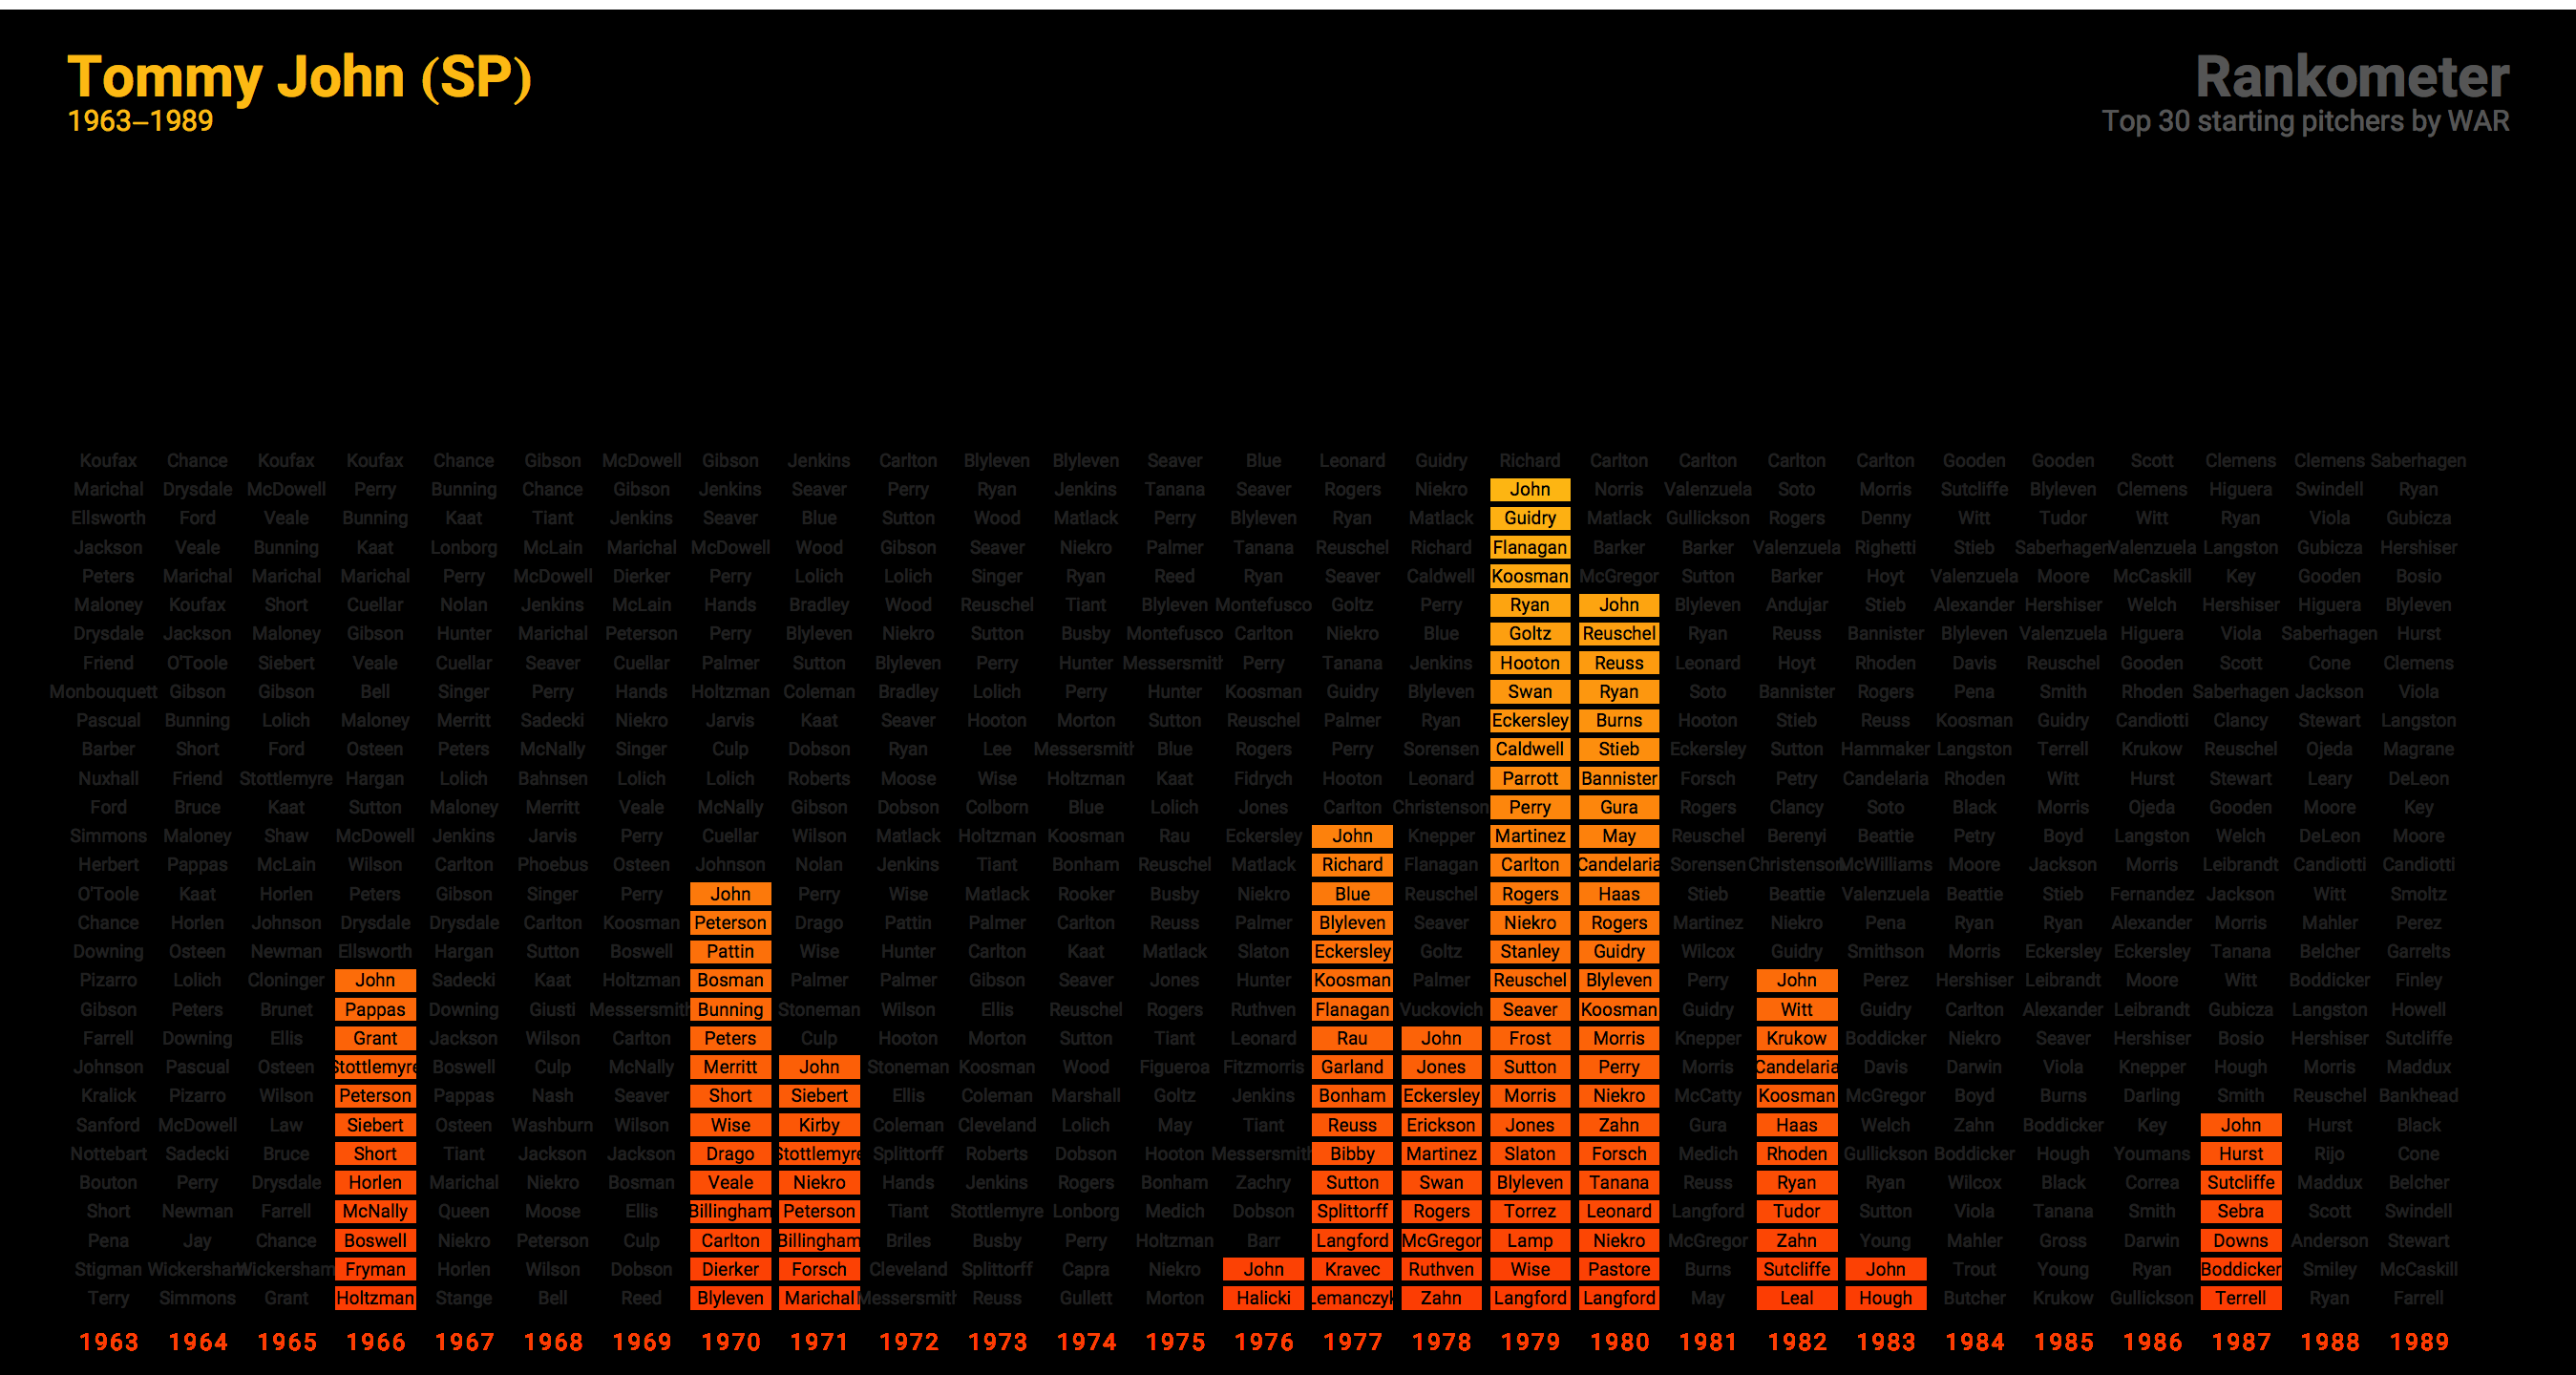 Tommy John (SP)
1963–1989
Rankometer
Top 30 starting pitchers by WAR
Koufax Chance Koufax Koufax Chance Gibson McDowell Gibson Jenkins Carlton Blyleven Blyleven Seaver Blue Leonard Guidry Richard Carlton Carlton Carlton Carlton Gooden Gooden Scott Clemens Clemens Saberhagen
Marichal Drysdale McDowell Perry Bunning Chance Gibson Jenkins Seaver Perry Ryan Jenkins Tanana Seaver Rogers Niekro John Norris Valenzuela Soto Morris Sutcliffe Blyleven Clemens Higuera Swindell Ryan
Ellsworth Ford Veale Bunning Kaat Tiant Jenkins Seaver Blue Sutton Wood Matlack Perry Blyleven Ryan Matlack Guidry Matlack Gullickson Rogers Denny Witt Tudor Witt Ryan Viola Gubicza
Jackson Veale Bunning Kaat Lonborg McLain Marichal McDowell Wood Gibson Seaver Niekro Palmer Tanana Reuschel Richard Flanagan Barker Barker Valenzuela Righetti Stieb Saberhagen Valenzuela Langston Gubicza Hershiser
Peters Marichal Marichal Marichal Perry McDowell Dierker Perry Lolich Lolich Singer Ryan Reed Ryan Seaver Caldwell Koosman McGregor Sutton Barker Hoyt Valenzuela Moore McCaskill Key Gooden Bosio
Maloney Koufax Short Cuellar Nolan Jenkins McLain Hands Bradley Wood Reuschel Tiant Blyleven Montefusco Goltz Perry Ryan John Blyleven Andujar Stieb Alexander Hershiser Welch Hershiser Higuera Blyleven
Drysdale Jackson Maloney Gibson Hunter Marichal Peterson Perry Blyleven Niekro Sutton Busby Montefusco Carlton Niekro Blue Goltz Reuschel Ryan Reuss Bannister Blyleven Valenzuela Higuera Viola Saberhagen Hurst
Friend O'Toole Siebert Veale Cuellar Seaver Cuellar Palmer Sutton Blyleven Perry Hunter Messersmith Perry Tanana Jenkins Hooton Reuss Leonard Hoyt Rhoden Davis Reuschel Gooden Scott Cone Clemens
Monbouquett Gibson Gibson Bell Singer Perry Hands Holtzman Coleman Bradley Lolich Perry Hunter Koosman Guidry Blyleven Swan Ryan Soto Bannister Rogers Pena Smith Rhoden Saberhagen Jackson Viola
Pascual Bunning Lolich Maloney Merritt Sadecki Niekro Jarvis Kaat Seaver Hooton Morton Sutton Reuschel Palmer Ryan Eckersley Burns Hooton Stieb Reuss Koosman Guidry Candiotti Clancy Stewart Langston
Barber Short Ford Osteen Peters McNally Singer Culp Dobson Ryan Lee Messersmith Blue Rogers Perry Sorensen Caldwell Stieb Eckersley Sutton Hammaker Langston Terrell Krukow Reuschel Ojeda Magrane
Nuxhall Friend Stottlemyre Hargan Lolich Bahnsen Lolich Lolich Roberts Moose Wise Holtzman Kaat Fidrych Hooton Leonard Parrott Bannister Forsch Petry Candelaria Rhoden Witt Hurst Stewart Leary DeLeon
Ford Bruce Kaat Sutton Maloney Merritt Veale McNally Gibson Dobson Colborn Blue Lolich Jones Carlton Christenson Perry Gura Rogers Clancy Soto Black Morris Ojeda Gooden Moore Key
Simmons Maloney Shaw McDowell Jenkins Jarvis Perry Cuellar Wilson Matlack Holtzman Koosman Rau Eckersley John Knepper Martinez May Reuschel Berenyi Beattie Petry Boyd Langston Welch DeLeon Moore
Herbert Pappas McLain Wilson Carlton Phoebus Osteen Johnson Nolan Jenkins Tiant Bonham Reuschel Matlack Richard Flanagan Carlton Candelaria Sorensen Christenson McWilliams Moore Jackson Morris Leibrandt Candiotti Candiotti
O'Toole Kaat Horlen Peters Gibson Singer Perry John Perry Wise Matlack Rooker Busby Niekro Blue Reuschel Rogers Haas Stieb Beattie Valenzuela Beattie Stieb Fernandez Jackson Witt Smoltz
Chance Horlen Johnson Drysdale Drysdale Carlton Koosman Peterson Drago Pattin Palmer Carlton Reuss Palmer Blyleven Seaver Niekro Rogers Martinez Niekro Pena Ryan Ryan Alexander Morris Mahler Perez
Downing Osteen Newman Ellsworth Hargan Sutton Boswell Pattin Wise Hunter Carlton Kaat Matlack Slaton Eckersley Goltz Stanley Guidry Wilcox Guidry Smithson Morris Eckersley Eckersley Tanana Belcher Garrelts
Pizarro Lolich Cloninger John Sadecki Kaat Holtzman Bosman Palmer Palmer Gibson Seaver Jones Hunter Koosman Palmer Reuschel Blyleven Perry John Perez Hershiser Leibrandt Moore Witt Boddicker Finley
Gibson Peters Brunet Pappas Downing Giusti Messersmith Bunning Stoneman Wilson Ellis Reuschel Rogers Ruthven Flanagan Vuckovich Seaver Koosman Guidry Witt Guidry Carlton Alexander Leibrandt Gubicza Langston Howell
Farrell Downing Ellis Grant Jackson Wilson Carlton Peters Culp Hooton Morton Sutton Tiant Leonard Rau John Frost Morris Knepper Krukow Boddicker Niekro Seaver Hershiser Bosio Hershiser Sutcliffe
Johnson Pascual Osteen Stottlemyre Boswell Culp McNally Merritt John Stoneman Koosman Wood Figueroa Fitzmorris Garland Jones Sutton Perry Morris Candelaria Davis Darwin Viola Knepper Hough Morris Maddux
Kralick Pizarro Wilson Peterson Pappas Nash Seaver Short Siebert Ellis Coleman Marshall Goltz Jenkins Bonham Eckersley Morris Niekro McCatty Koosman McGregor Boyd Burns Darling Smith Reuschel Bankhead
Sanford McDowell Law Siebert Osteen Washburn Wilson Wise Kirby Coleman Cleveland Lolich May Tiant Reuss Erickson Jones Zahn Gura Haas Welch Zahn Boddicker Key John Hurst Black
Nottebart Sadecki Bruce Short Tiant Jackson Jackson Drago Stottlemyre Splittorff Roberts Dobson Hooton Messersmith Bibby Martinez Slaton Forsch Medich Rhoden Gullickson Boddicker Hough Youmans Hurst Rijo Cone
Bouton Perry Drysdale Horlen Marichal Niekro Bosman Veale Niekro Hands Jenkins Rogers Bonham Zachry Sutton Swan Blyleven Tanana Reuss Ryan Ryan Wilcox Black Correa Sutcliffe Maddux Belcher
Short Newman Farrell McNally Queen Moose Ellis Billingham Peterson Tiant Stottlemyre Lonborg Medich Dobson Splittorff Rogers Torrez Leonard Langford Tudor Sutton Viola Tanana Smith Sebra Scott Swindell
Pena Jay Chance Boswell Niekro Peterson Culp Carlton Billingham Briles Busby Perry Holtzman Barr Langford McGregor Lamp Niekro McGregor Zahn Young Mahler Gross Darwin Downs Anderson Stewart
Stigman Wickersham Wickersham Fryman Horlen Wilson Dobson Dierker Forsch Cleveland Splittorff Capra Niekro John Kravec Ruthven Wise Pastore Burns Sutcliffe John Trout Young Ryan Boddicker Smiley McCaskill
Terry Simmons Grant Holtzman Stange Bell Reed Blyleven Marichal Messersmith Reuss Gullett Morton Halicki Lemanczyk Zahn Langford Langford May Leal Hough Butcher Krukow Gullickson Terrell Ryan Farrell
1963 1964 1965 1966 1967 1968 1969 1970 1971 1972 1973 1974 1975 1976 1977 1978 1979 1980 1981 1982 1983 1984 1985 1986 1987 1988 1989